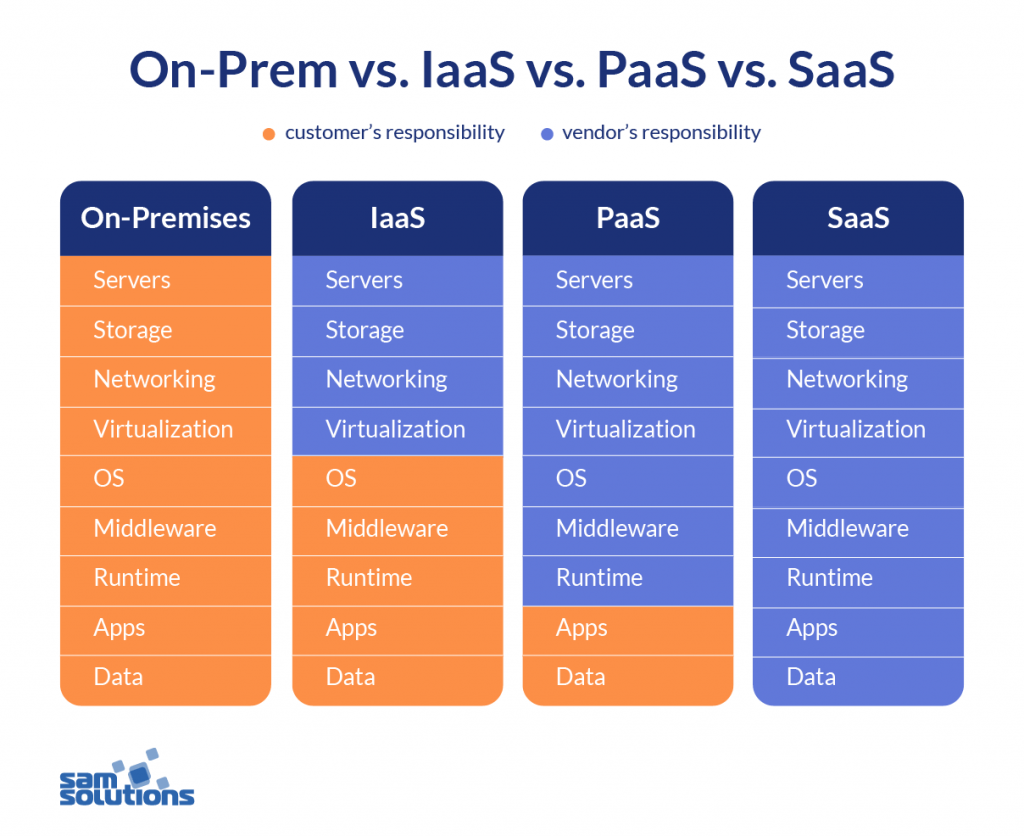 On-Prem vs. IaaS vs. PaaS vs. SaaS
customer's responsibility
vendor's responsibility
On-Premises
Servers
Storage
Networking
Virtualization
OS
Middleware
Runtime
Apps
Data
IaaS
Servers
Storage
Networking
Virtualization
OS
Middleware
Runtime
Apps
Data
PaaS
Servers
Storage
Networking
Virtualization
OS
Middleware
Runtime
Apps
Data
SaaS
Servers
Storage
Networking
Virtualization
OS
Middleware
Runtime
Apps
Data
sam
solutions